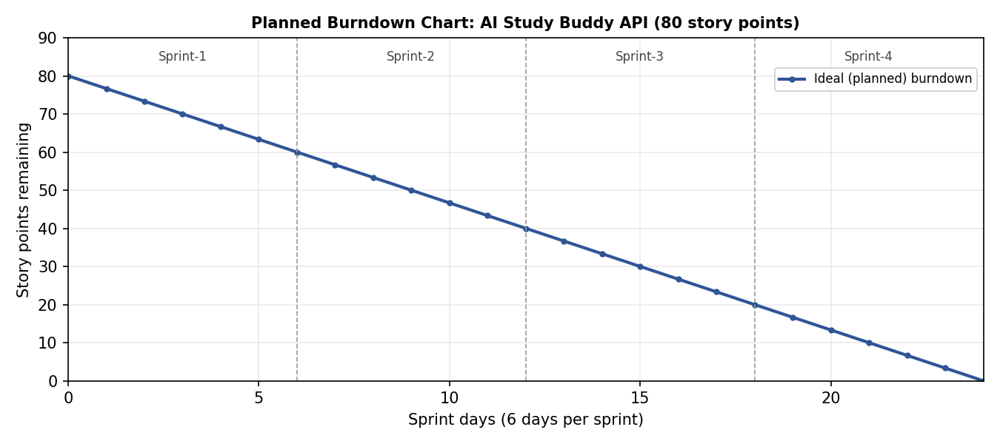 Planned Burndown Chart: AI Study Buddy API (80 story points)
Sprint-1
Sprint-2
Sprint-3
Sprint-4
Ideal (planned) burndown
Story points remaining
90
80
70
60
50
40
30
20
10
0
0
5
10
15
20
Sprint days (6 days per sprint)